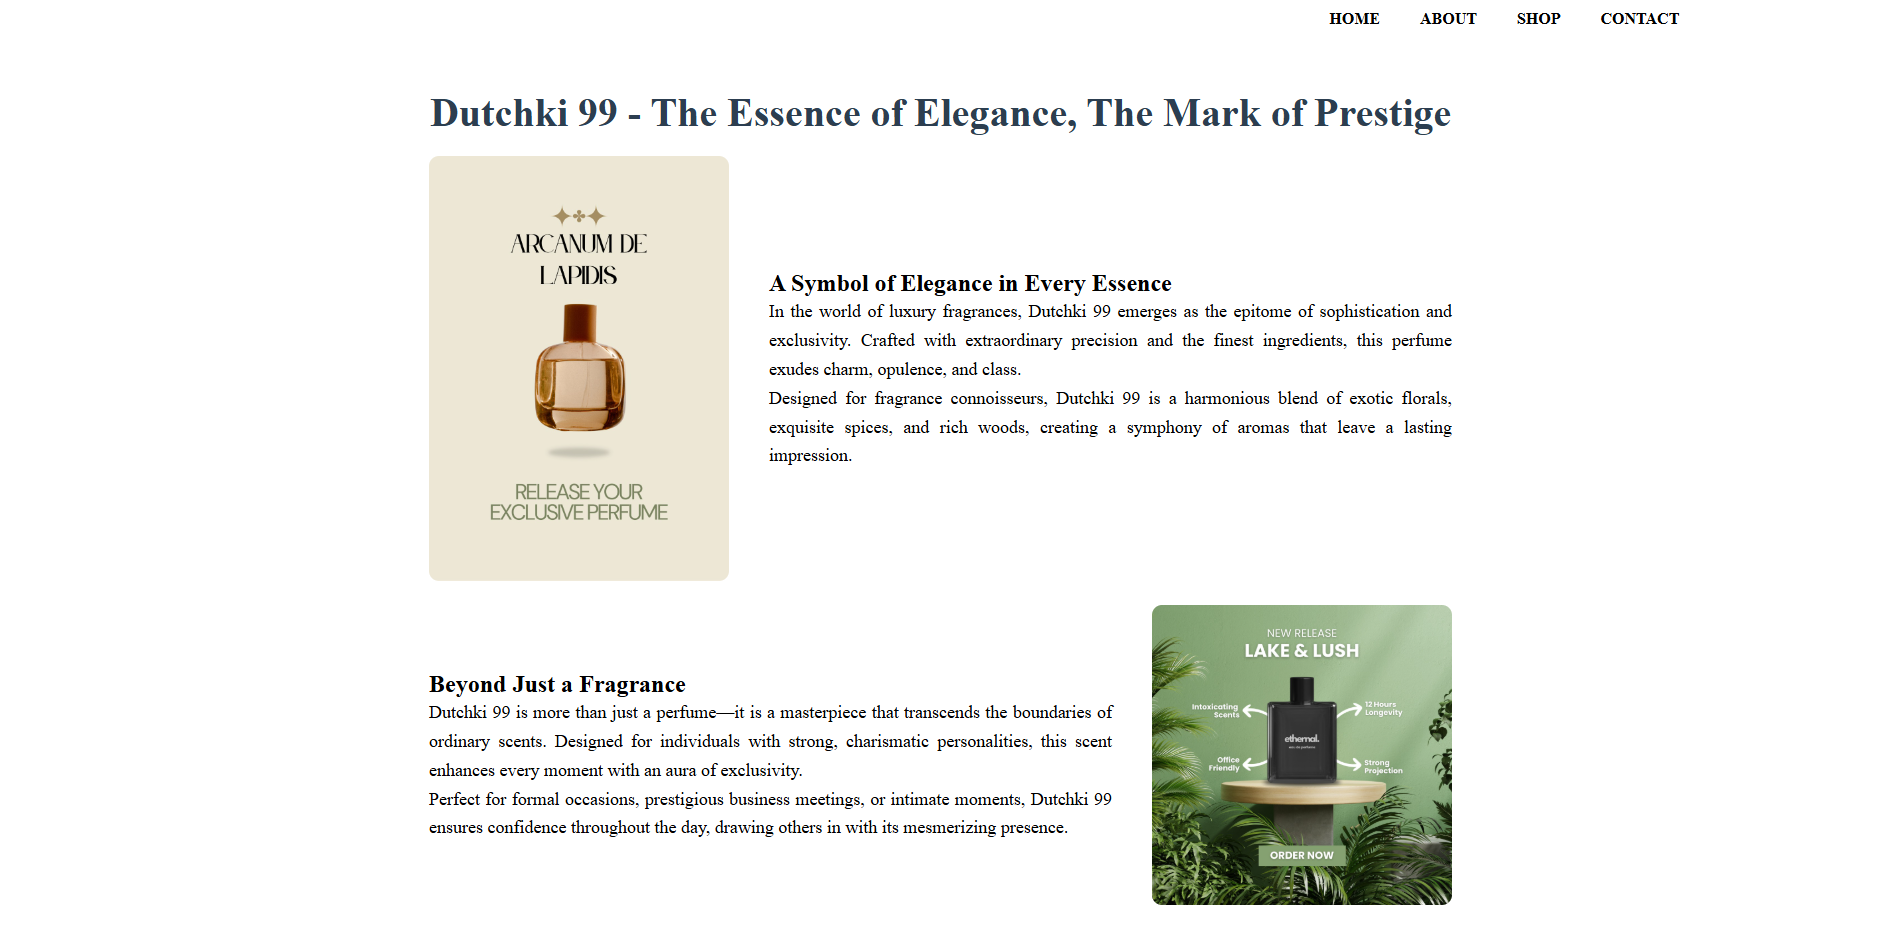 HOME ABOUT SHOP CONTACT
Dutchki 99 - The Essence of Elegance, The Mark of Prestige
ARCANUM DE
LAPIDIS
RELEASE YOUR
EXCLUSIVE PERFUME
A Symbol of Elegance in Every Essence
In the world of luxury fragrances, Dutchki 99 emerges as the epitome of sophistication and
exclusivity. Crafted with extraordinary precision and the finest ingredients, this perfume
exudes charm, opulence, and class.
Designed for fragrance connoisseurs, Dutchki 99 is a harmonious blend of exotic florals,
exquisite spices, and rich woods, creating a symphony of aromas that leave a lasting
impression.
Beyond Just a Fragrance
Dutchki 99 is more than just a perfume—it is a masterpiece that transcends the boundaries of
ordinary scents. Designed for individuals with strong, charismatic personalities, this scent
enhances every moment with an aura of exclusivity.
Perfect for formal occasions, prestigious business meetings, or intimate moments, Dutchki 99
ensures confidence throughout the day, drawing others in with its mesmerizing presence.
NEW RELEASE
LAKE & LUSH
Intoxicating
Scents
12 Hours
Longevity
ethernal.
eau de parfume
Office
Friendly
Strong
Projection
ORDER NOW